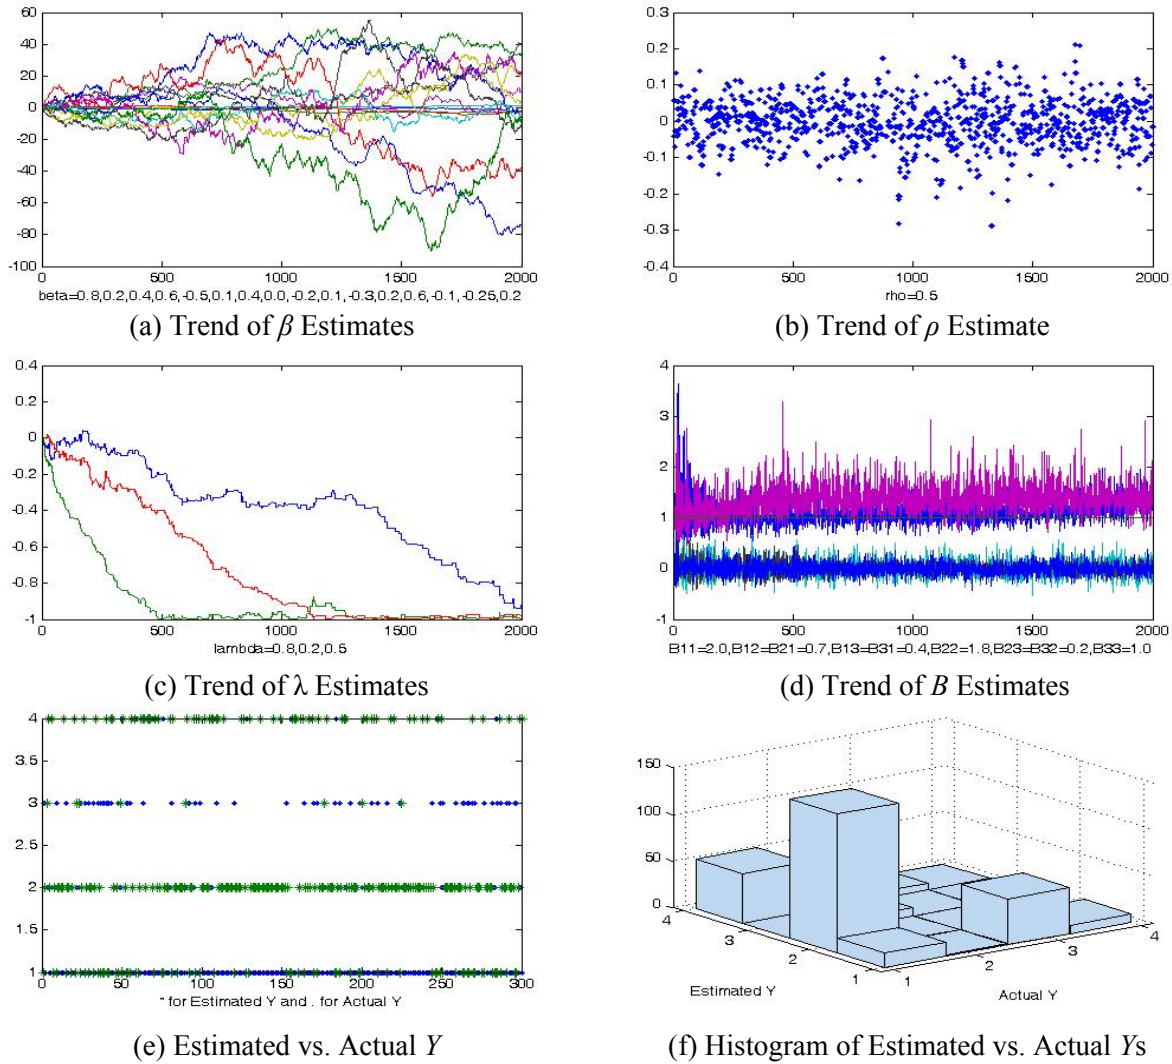 60
40
20
0
-20
-40
-60
-80
-100
0 500 1000 1500 2000
beta=0.8,0.2,0.4,0.6,-0.5,0.1,0.4,0.0,-0.2,0.1,-0.3,0.2,0.6,-0.1,-0.25,0.2
(a) Trend of β Estimates
0.3
0.2
0.1
0
-0.1
-0.2
-0.3
-0.4
0 500 1000 1500 2000
rho=0.5
(b) Trend of ρ Estimate
0.4
0.2
0
-0.2
-0.4
-0.6
-0.8
-1
0 500 1000 1500 2000
lambda=0.8,0.2,0.5
(c) Trend of λ Estimates
4
3
2
1
0
-1
0 500 1000 1500 2000
B11=2.0,B12=B21=0.7,B13=B31=0.4,B22=1.8,B23=B32=0.2,B33=1.0
(d) Trend of B Estimates
4
3.5
3
2.5
2
1.5
1
0 50 100 150 200 250 300
* for Estimated Y and . for Actual Y
(e) Estimated vs. Actual Y
150
100
50
0
4
3
2
1
Estimated Y
1
2
3
4
Actual Y
(f) Histogram of Estimated vs. Actual Ys